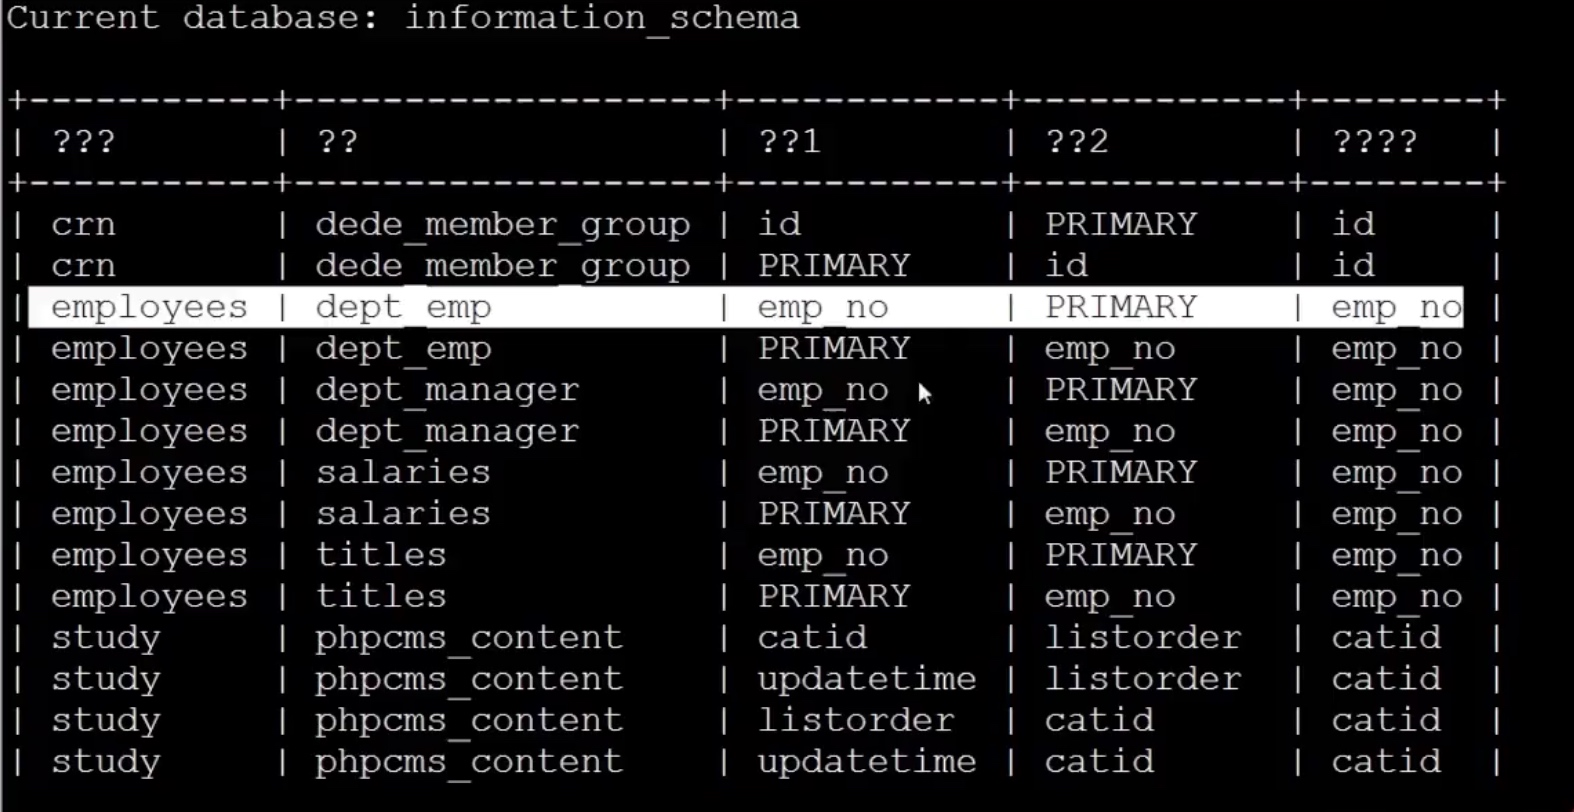 Current database: information_schema
+-----------+--------------------+------------+------------+--------+
| ??? | ?? | ??1 | ??2 | ???? |
+-----------+--------------------+------------+------------+--------+
| crn | dede_member_group | id | PRIMARY | id |
| crn | dede_member_group | PRIMARY | id | id |
| employees | dept_emp | emp_no | PRIMARY | emp_no |
| employees | dept_emp | PRIMARY | emp_no | emp_no |
| employees | dept_manager | emp_no | PRIMARY | emp_no |
| employees | dept_manager | PRIMARY | emp_no | emp_no |
| employees | salaries | emp_no | PRIMARY | emp_no |
| employees | salaries | PRIMARY | emp_no | emp_no |
| employees | titles | emp_no | PRIMARY | emp_no |
| employees | titles | PRIMARY | emp_no | emp_no |
| study | phpcms_content | catid | listorder | catid |
| study | phpcms_content | updatetime | listorder | catid |
| study | phpcms_content | listorder | catid | catid |
| study | phpcms_content | updatetime | catid | catid |